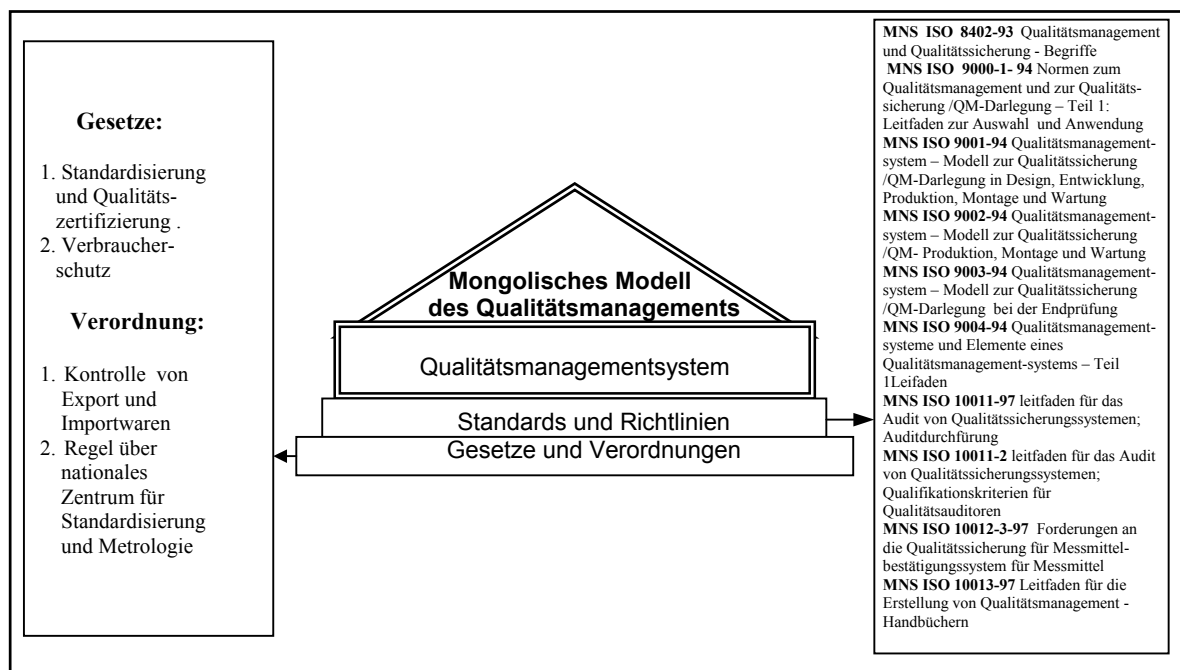 Gesetze:
1. Standardisierung
und Qualitäts-
zertifizierung .
2. Verbraucher-
schutz
Verordnung:
1. Kontrolle von
Export und
Importwaren
2. Regel über
nationales
Zentrum für
Standardisierung
und Metrologie
Mongolisches Modell
des Qualitätsmanagements
Qualitätsmanagementsystem
Standards und Richtlinien
Gesetze und Verordnungen
MNS ISO 8402-93 Qualitätsmanagement
und Qualitätssicherung - Begriffe
MNS ISO 9000-1- 94 Normen zum
Qualitätsmanagement und zur Qualitäts-
sicherung /QM-Darlegung – Teil 1:
Leitfaden zur Auswahl und Anwendung
MNS ISO 9001-94 Qualitätsmanagement-
system – Modell zur Qualitätssicherung
/QM-Darlegung in Design, Entwicklung,
Produktion, Montage und Wartung
MNS ISO 9002-94 Qualitätsmanagement-
system – Modell zur Qualitätssicherung
/QM- Produktion, Montage und Wartung
MNS ISO 9003-94 Qualitätsmanagement-
system – Modell zur Qualitätssicherung
/QM-Darlegung bei der Endprüfung
MNS ISO 9004-94 Qualitätsmanagement-
systeme und Elemente eines
Qualitätsmanagement-systems – Teil
1Leifaden
MNS ISO 10011-97 leitfaden für das
Audit von Qualitätssicherungssystemen;
Auditdurchfürung
MNS ISO 10011-2 leitfaden für das Audit
von Qualitätssicherungssystemen;
Qualifikationskriterien für
Qualitätsauditoren
MNS ISO 10012-3-97 Forderungen an
die Qualitätssicherung für Messmittel-
bestätigungssystem für Messmittel
MNS ISO 10013-97 Leitfaden für die
Erstellung von Qualitätsmanagement -
Handbüchern